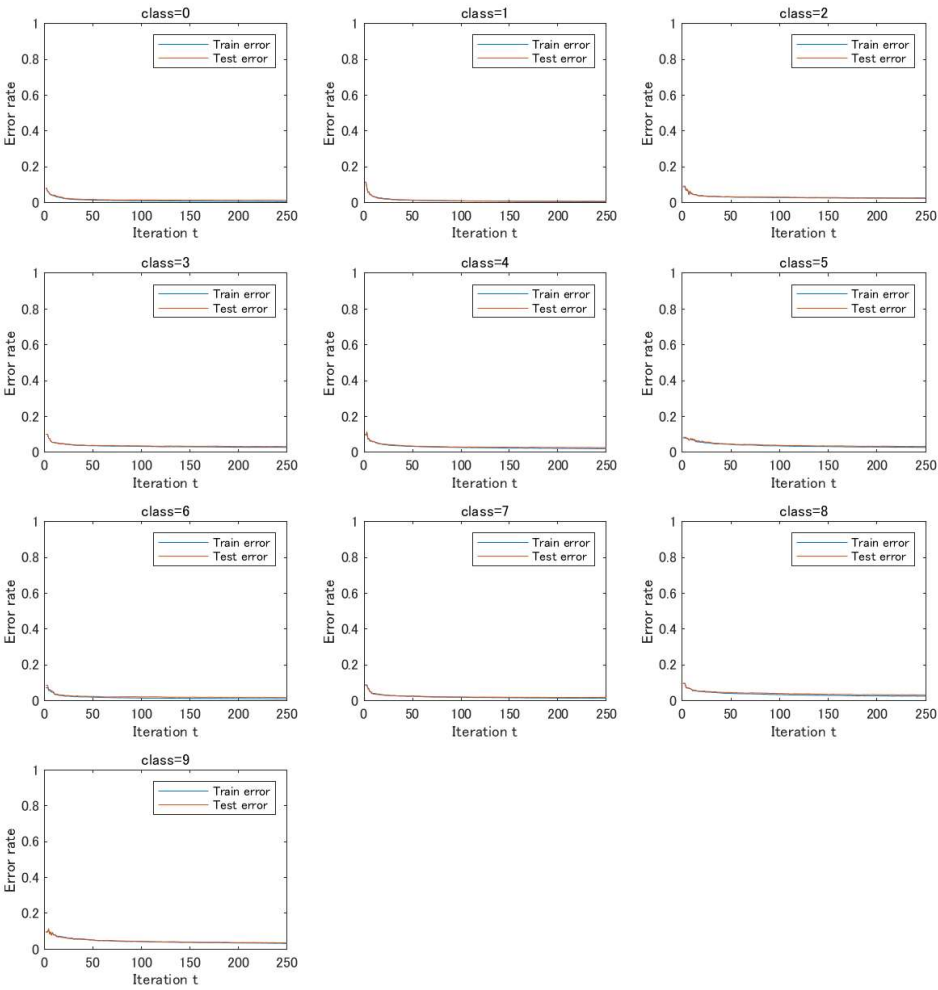 class=0
1
0.8
0.6
0.4
0.2
0
Error rate
Train error
Test error
0 50 100 150 200 250
Iteration t
class=1
1
0.8
0.6
0.4
0.2
0
Error rate
Train error
Test error
0 50 100 150 200 250
Iteration t
class=2
1
0.8
0.6
0.4
0.2
0
Error rate
Train error
Test error
0 50 100 150 200 250
Iteration t
class=3
1
0.8
0.6
0.4
0.2
0
Error rate
Train error
Test error
0 50 100 150 200 250
Iteration t
class=4
1
0.8
0.6
0.4
0.2
0
Error rate
Train error
Test error
0 50 100 150 200 250
Iteration t
class=5
1
0.8
0.6
0.4
0.2
0
Error rate
Train error
Test error
0 50 100 150 200 250
Iteration t
class=6
1
0.8
0.6
0.4
0.2
0
Error rate
Train error
Test error
0 50 100 150 200 250
Iteration t
class=7
1
0.8
0.6
0.4
0.2
0
Error rate
Train error
Test error
0 50 100 150 200 250
Iteration t
class=8
1
0.8
0.6
0.4
0.2
0
Error rate
Train error
Test error
0 50 100 150 200 250
Iteration t
class=9
1
0.8
0.6
0.4
0.2
0
Error rate
Train error
Test error
0 50 100 150 200 250
Iteration t